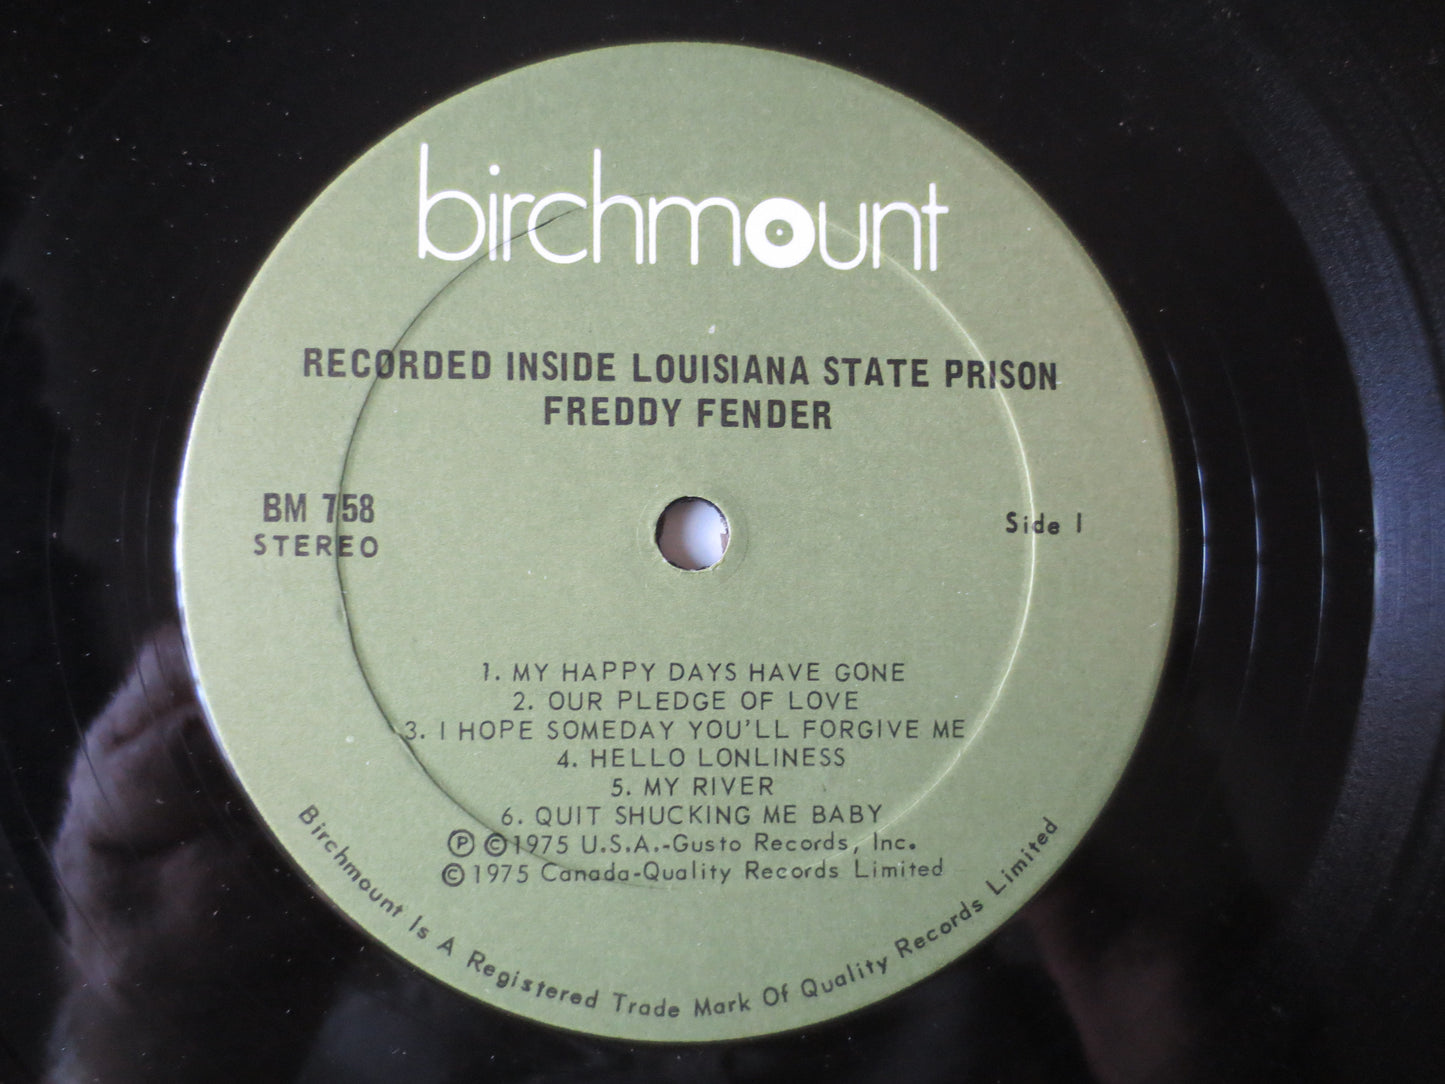 birchmount
RECORDED INSIDE LOUISIANA STATE PRISON
FREDDY FENDER
BM 758
STEREO
Side 1
1. MY HAPPY DAYS HAVE GONE
2. OUR PLEDGE OF LOVE
3. I HOPE SOMEDAY YOU'LL FORGIVE ME
4. HELLO LONLINESS
5. MY RIVER
6. QUIT SHUCKING ME BABY
Ⓟ ©1975 U.S.A.-Gusto Records, Inc.
©1975 Canada-Quality Records Limited
Birchmount Is A Registered Trade Mark Of Quality Records Limited